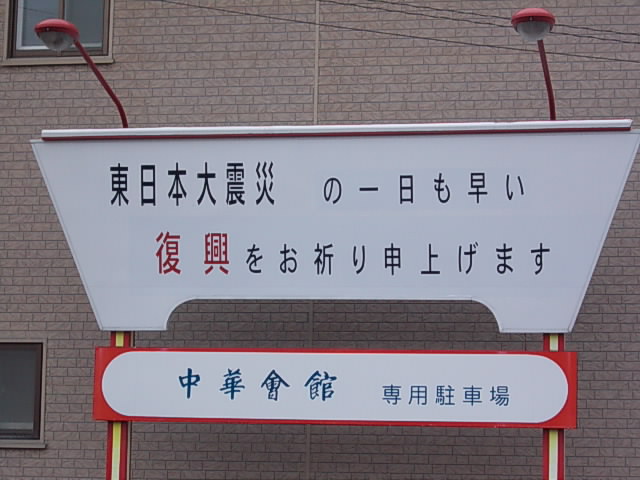 東日本大震災 の一日も早い
復興をお祈り申上げます
中華會館 専用駐車場